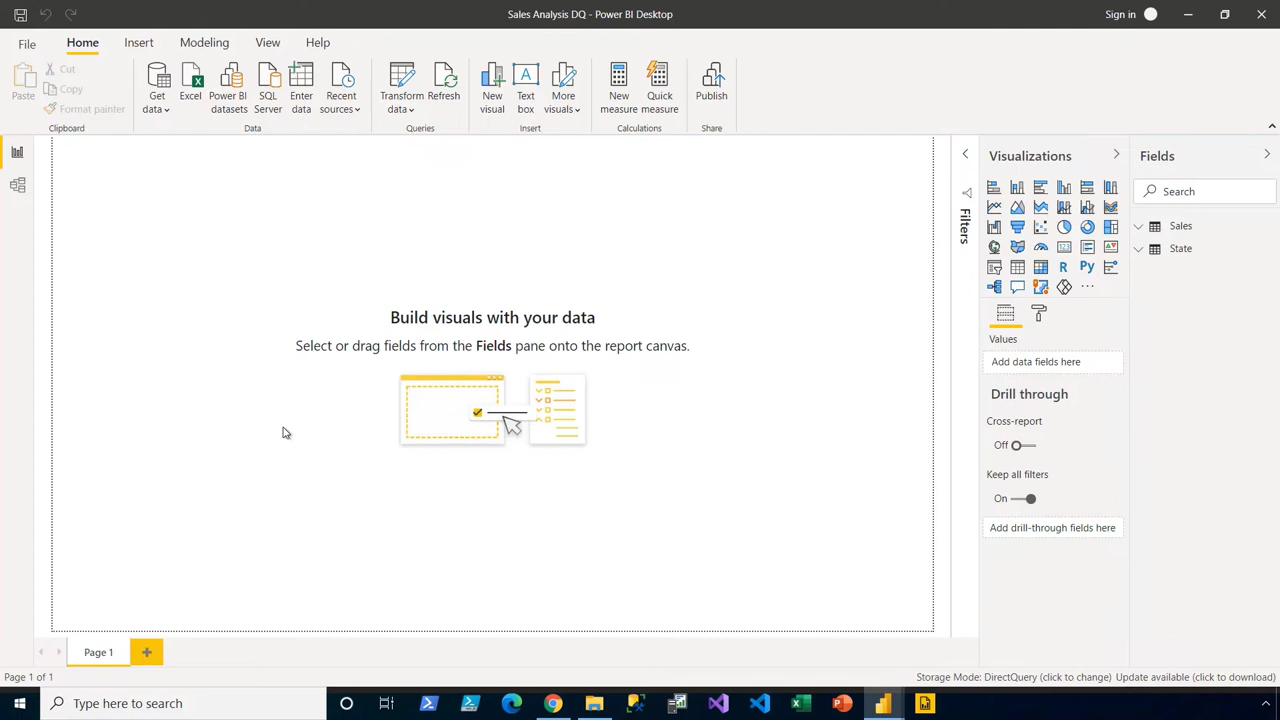 Sales Analysis DQ - Power BI Desktop
Sign in
File
Home
Insert
Modeling
View
Help
Paste
Cut
Copy
Format painter
Clipboard
Get data
Excel
Power BI datasets
SQL Server
Enter data
Recent sources
Data
Transform data
Refresh
Queries
New visual
Text box
More visuals
Insert
New measure
Quick measure
Calculations
Publish
Share
Build visuals with your data
Select or drag fields from the Fields pane onto the report canvas.
Filters
Visualizations
R
Py
Values
Add data fields here
Drill through
Cross-report
Off
Keep all filters
On
Add drill-through fields here
Fields
Search
Sales
State
Page 1
Page 1 of 1
Storage Mode: DirectQuery (click to change)
Update available (click to download)
Type here to search